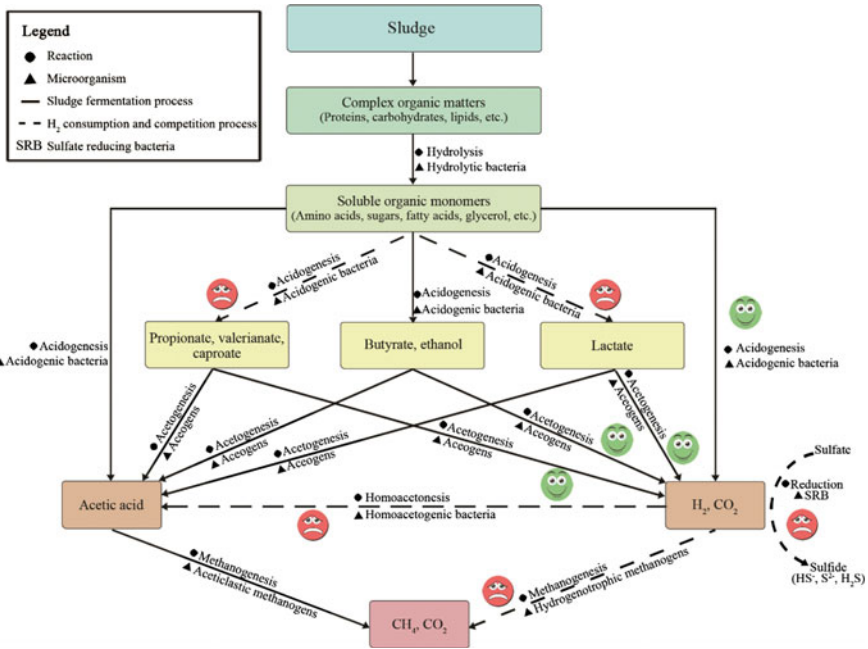 Legend
Reaction
Microorganism
Sludge fermentation process
H₂ consumption and competition process
SRB Sulfate reducing bacteria
Sludge
Complex organic matters
(Proteins, carbohydrates, lipids, etc.)
Hydrolysis
Hydrolytic bacteria
Soluble organic monomers
(Amino acids, sugars, fatty acids, glycerol, etc.)
Acidogenesis
Acidogenic bacteria
Acidogenesis
Acidogenic bacteria
Acidogenesis
Acidogenic bacteria
Propionate, valerianate,
caproate
Butyrate, ethanol
Lactate
Acidogenesis
Acidogenic bacteria
Acidogenesis
Acidogenic bacteria
Acetogenesis
Aceogens
Acetogenesis
Aceogens
Acetogenesis
Aceogens
Acetogenesis
Aceogens
Acetogenesis
Aceogens
Acetogenesis
Aceogens
Sulfate
Reduction
SRB
Sulfide
(HS⁻, S²⁻, H₂S)
Acetic acid
Homoacctonesis
Homoacetogenic bacteria
H₂, CO₂
Methanogenesis
Aceticlastic methanogens
Methanogenesis
Hydrogenotrophic methanogens
CH₄, CO₂